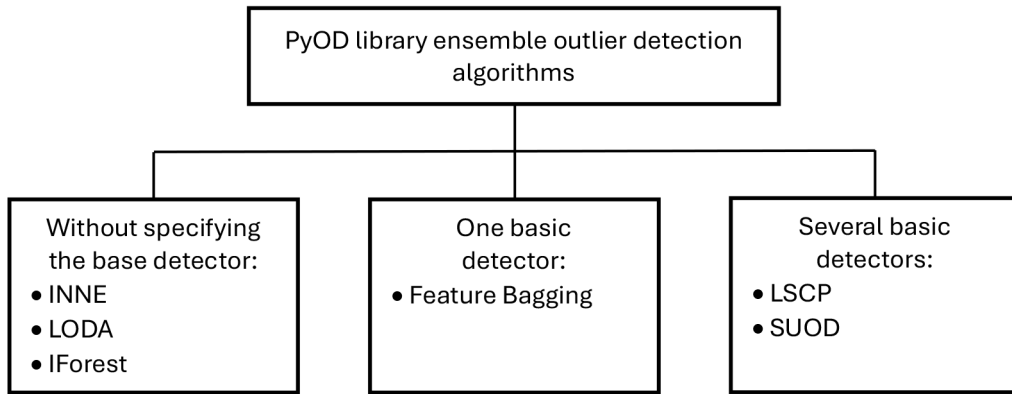 PyOD library ensemble outlier detection
algorithms
Without specifying
the base detector:
• INNE
• LODA
• IForest
One basic
detector:
• Feature Bagging
Several basic
detectors:
• LSCP
• SUOD